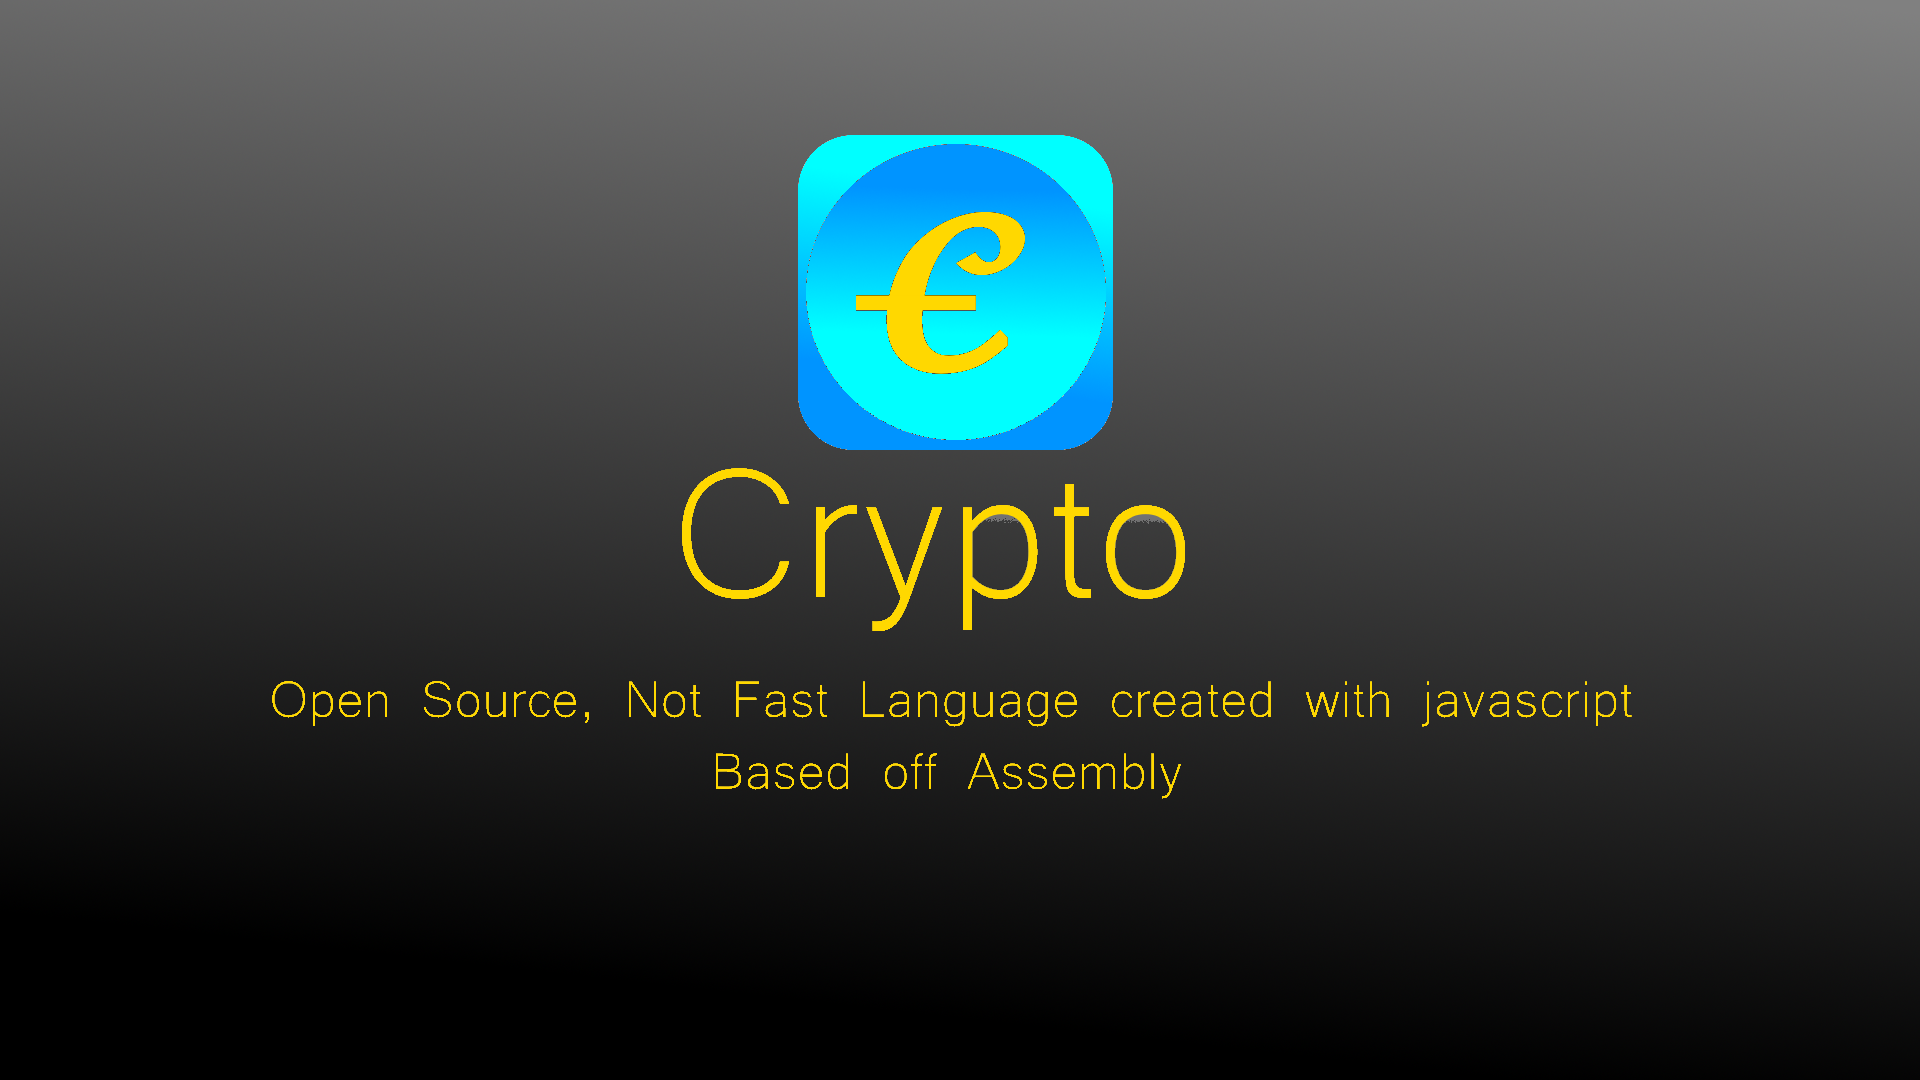 Crypto
Open Source, Not Fast Language created with javascript
Based off Assembly